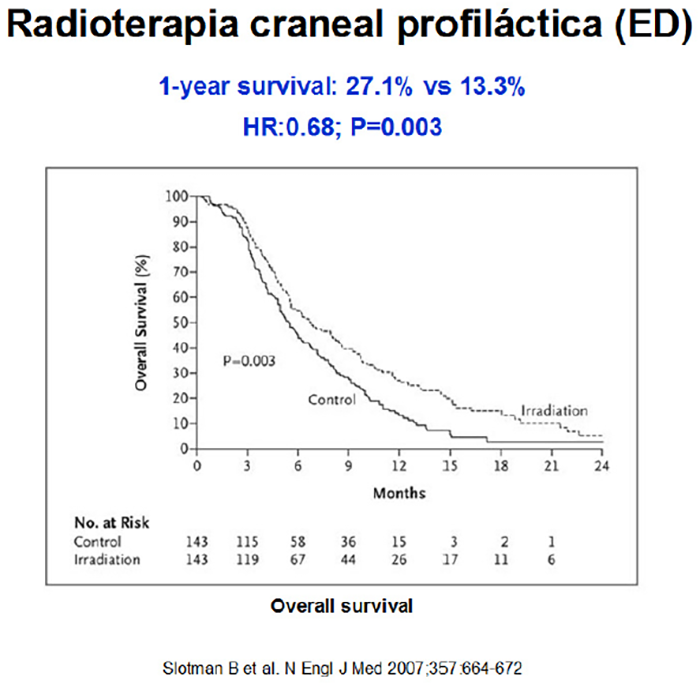 Radioterapia craneal profiláctica (ED)
1-year survival: 27.1% vs 13.3%
HR:0.68; P=0.003
Overall Survival (%)
100
90
80
70
60
50
40
30
20
10
0
P=0.003
Control
Irradiation
0 3 6 9 12 15 18 21 24
Months
No. at Risk
Control 143 115 58 36 15 3 2 1
Irradiation 143 119 67 44 26 17 11 6
Overall survival
Slotman B et al. N Engl J Med 2007;357:664-672